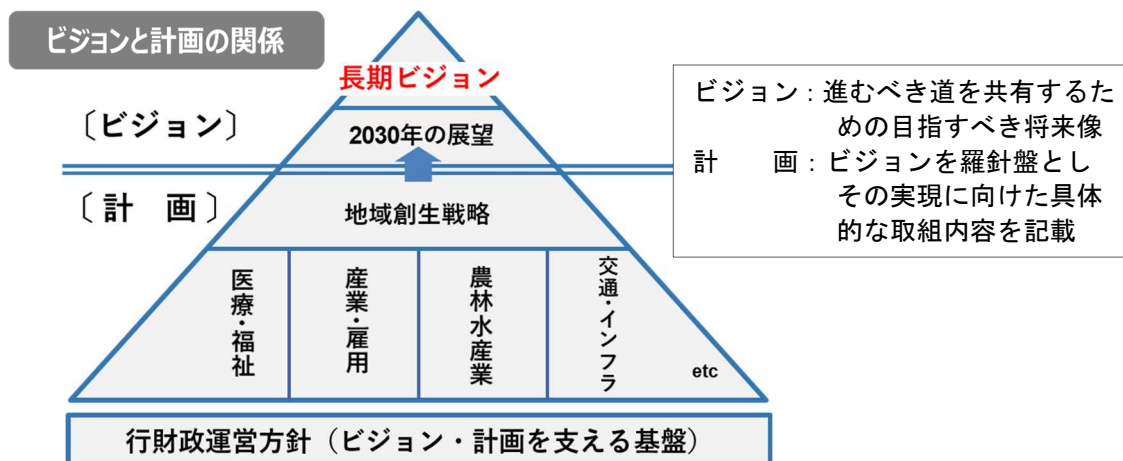 ビジョンと計画の関係
長期ビジョン
〔ビジョン〕
2030年の展望
〔計　画〕
地域創生戦略
医療・福祉
産業・雇用
農林水産業
交通・インフラ
etc
行財政運営方針（ビジョン・計画を支える基盤）
ビジョン：進むべき道を共有するた
めの目指すべき将来像
計　　画：ビジョンを羅針盤とし
その実現に向けた具体
的な取組内容を記載